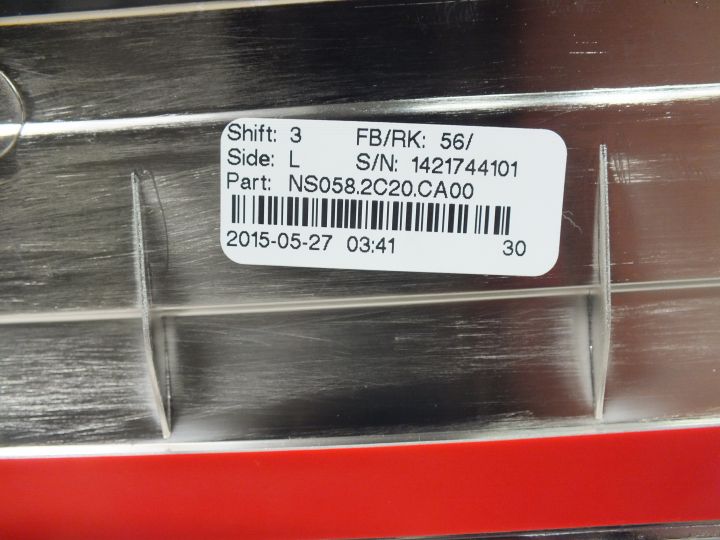 Shift: 3 FB/RK: 56/
Side: L S/N: 1421744101
Part: NS058.2C20.CA00
2015-05-27 03:41 30